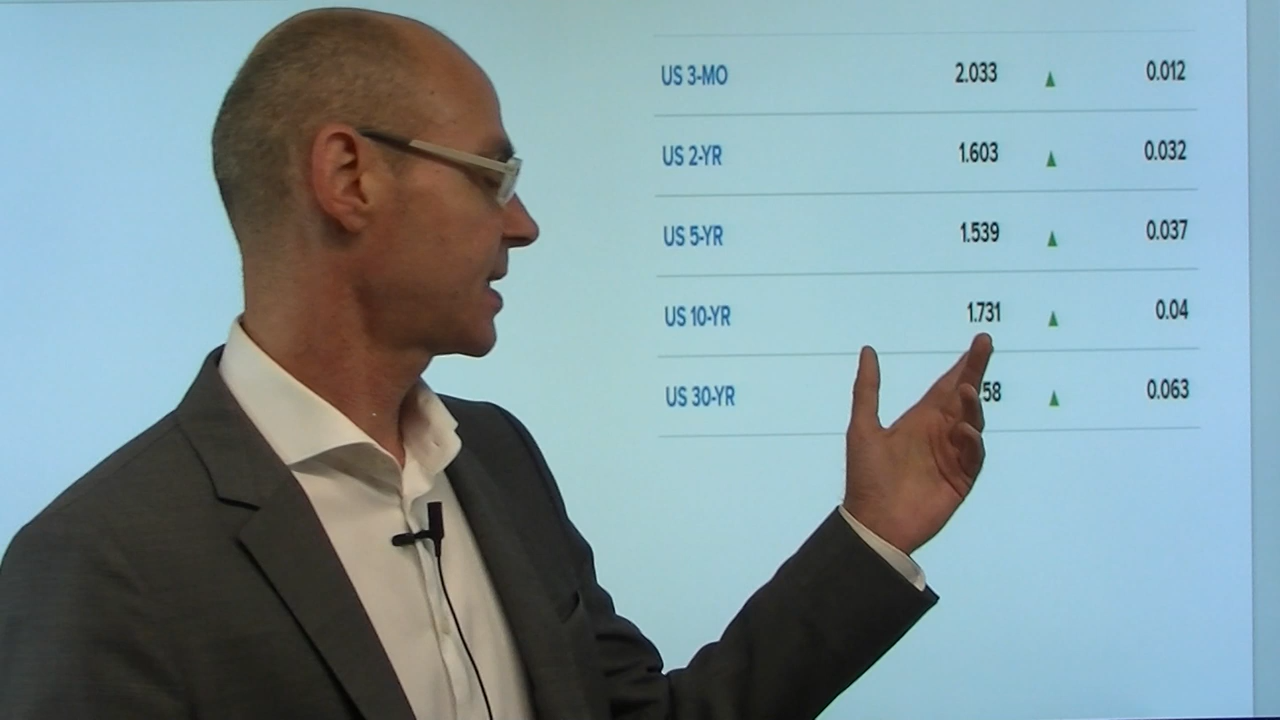 US 3-MO 2.033 ▲ 0.012
US 2-YR 1.603 ▲ 0.032
US 5-YR 1.539 ▲ 0.037
US 10-YR 1.731 ▲ 0.04
US 30-YR 58 ▲ 0.063